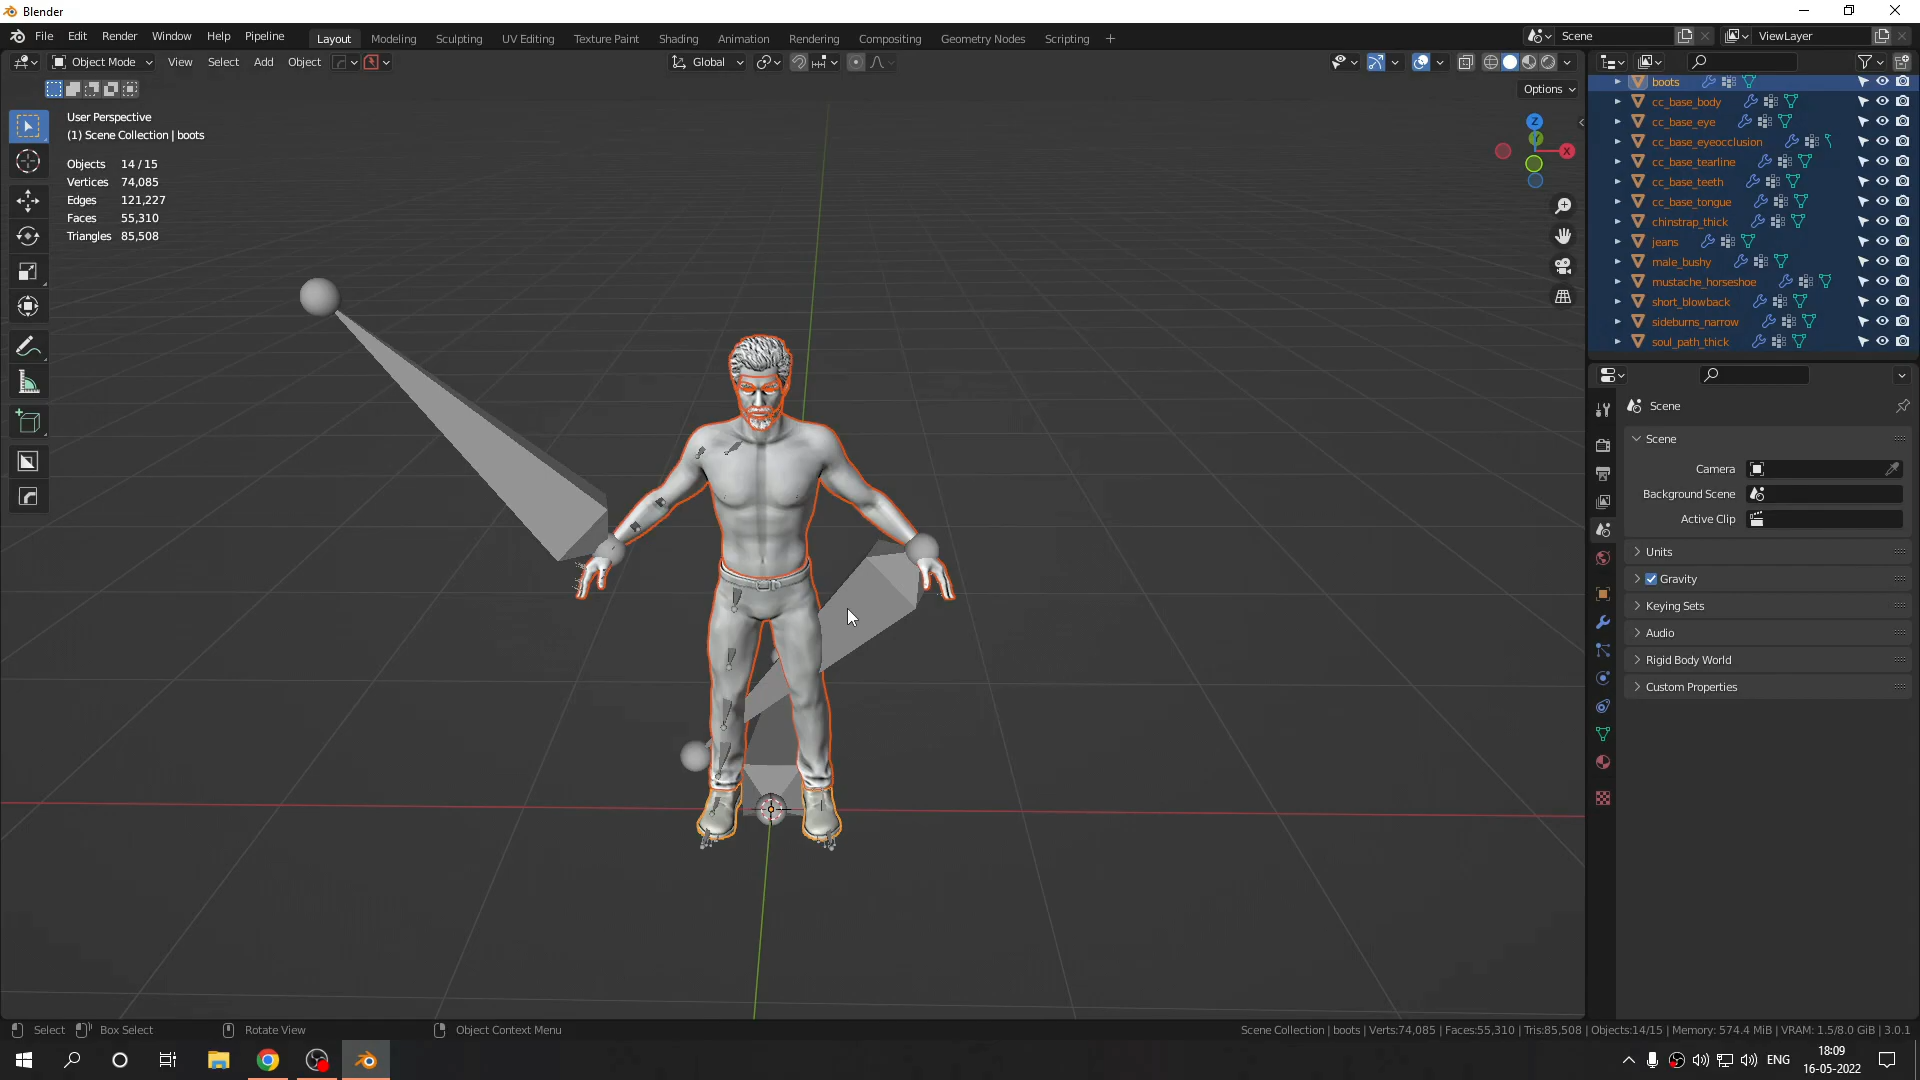 Blender
File Edit Render Window Help Pipeline Layout Modeling Sculpting UV Editing Texture Paint Shading Animation Rendering Compositing Geometry Nodes Scripting + Scene ViewLayer
Object Mode View Select Add Object Global
Options
User Perspective
(1) Scene Collection | boots
Objects 14/15
Vertices 74,085
Edges 121,227
Faces 55,310
Triangles 85,508
Z
X
boots
cc_base_body
cc_base_eye
cc_base_eyeocclusion
cc_base_tearline
cc_base_teeth
cc_base_tongue
chinstrap_thick
jeans
male_bushy
mustache_horseshoe
short_blowback
sideburns_narrow
soul_path_thick
Scene
Scene
Camera
Background Scene
Active Clip
Units
Gravity
Keying Sets
Audio
Rigid Body World
Custom Properties
Select Box Select Rotate View Object Context Menu Scene Collection | boots | Verts:74,085 | Faces:55,310 | Tris:85,508 | Objects:14/15 | Memory: 574.4 MiB | VRAM: 1.5/8.0 GiB | 3.0.1
ENG 18:09
16-05-2022